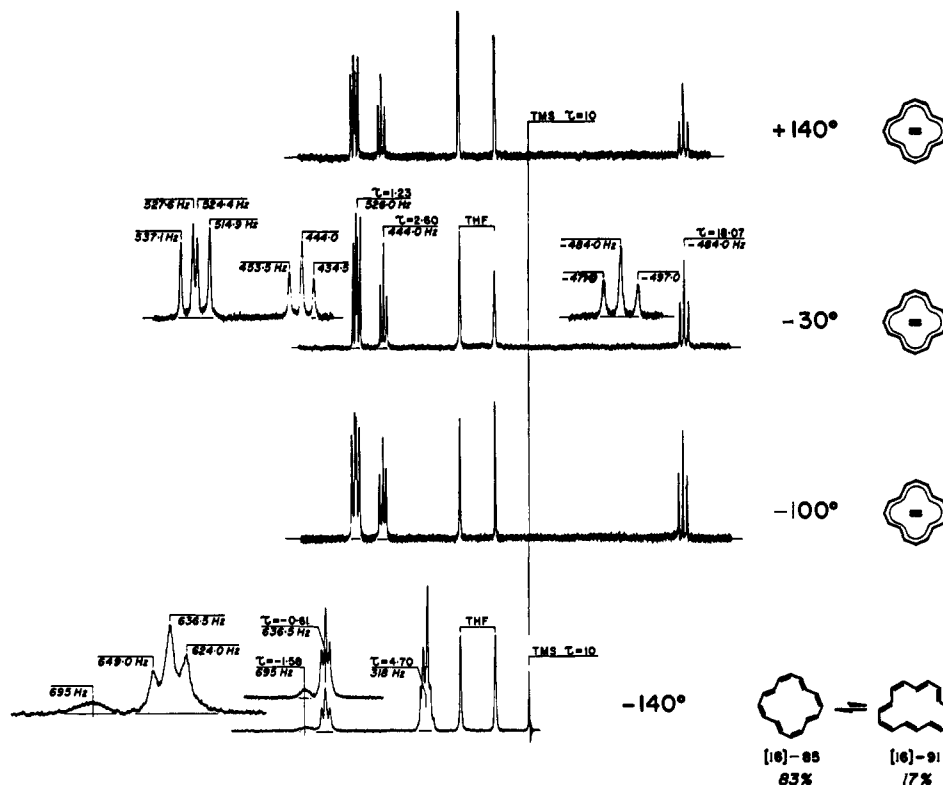 +140°
TMS τ=10
527·6 Hz
524·4 Hz
537·1 Hz
514·9 Hz
453·5 Hz
444·0
434·5
τ=1·23
526·0 Hz
τ=2·60
444·0 Hz
THF
−484·0 Hz
−497·0
τ=18·07
−484·0 Hz
−30°
−100°
636·5 Hz
649·0 Hz
624·0 Hz
695 Hz
τ=−0·61
636·5 Hz
τ=−1·58
695 Hz
τ=4·70
318 Hz
THF
TMS τ=10
−140°
[16]−85
83%
[16]−91
17%